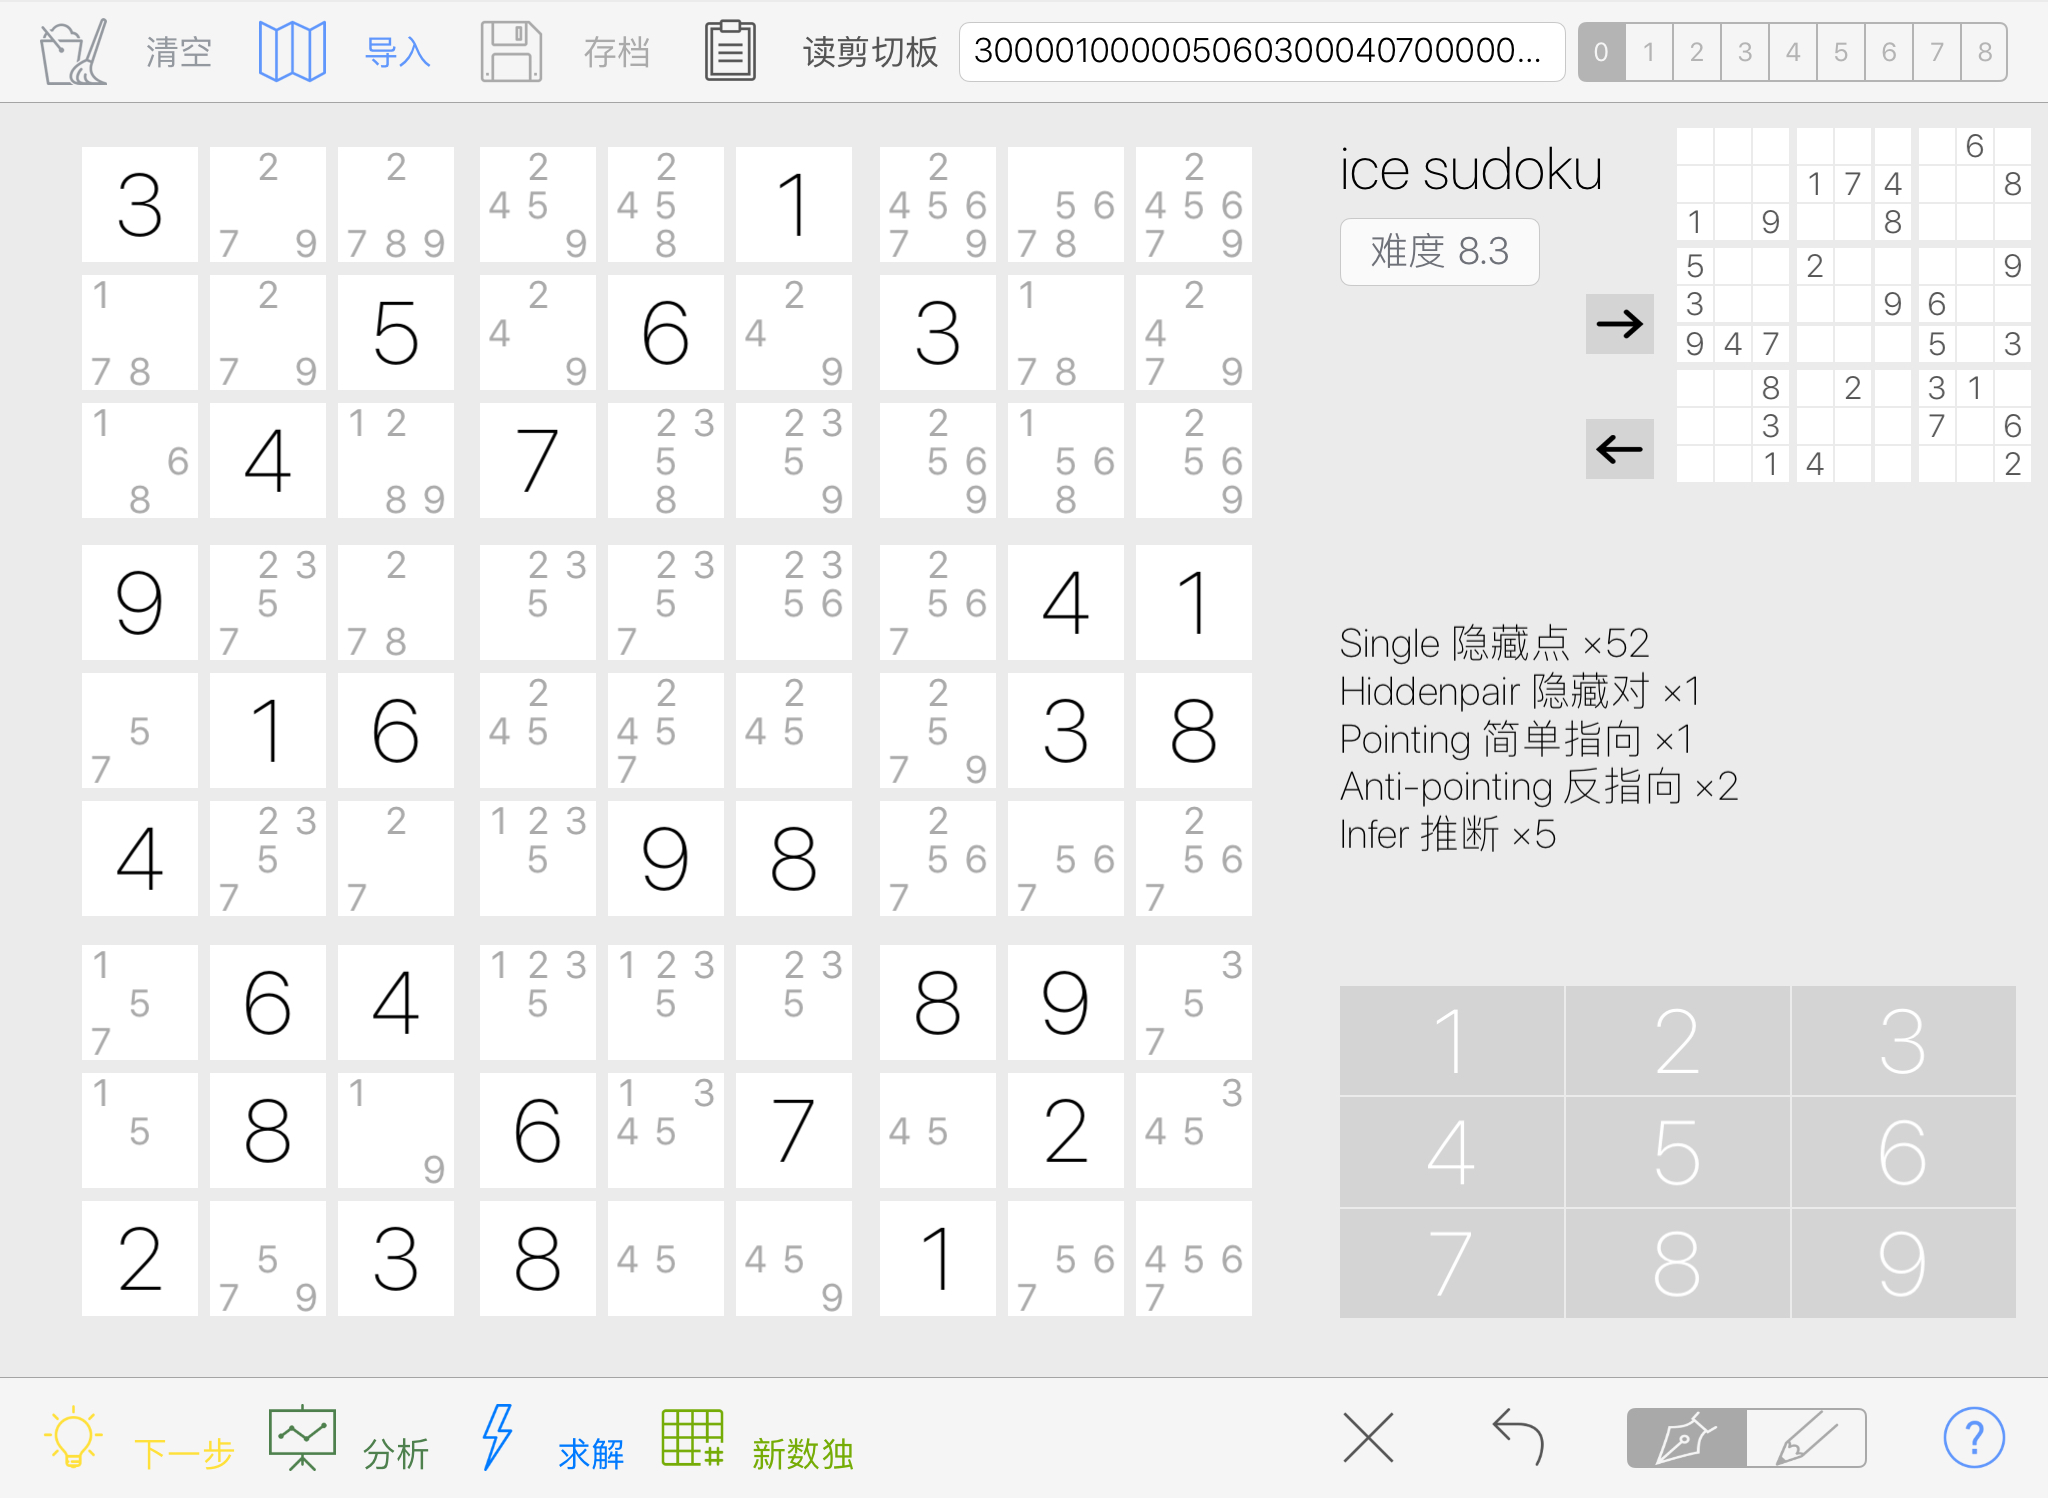 清空 导入 存档 读剪切板 300001000005060300040700000... 0 1 2 3 4 5 6 7 8
2 2 2 2 2 2
3 4 5 4 5 1 4 5 6 5 6 4 5 6
7 9 7 8 9 9 8 7 9 7 8 7 9
1 2 2 2 1 2
5 4 6 4 3 4
7 8 7 9 9 9 7 8 7 9
1 1 2 2 3 2 3 2 1 2
6 4 7 5 5 5 6 5 6 5 6
8 8 9 8 9 9 8 9
2 3 2 2 3 2 3 2 3 2
9 5 5 5 5 6 5 6 4 1
7 7 8 7 7
2 2 2 2
5 1 6 4 5 4 5 4 5 5 3 8
7 7 7 9
2 3 2 1 2 3 2 2
4 5 5 9 8 5 6 5 6 5 6
7 7 7 7 7
1 1 2 3 1 2 3 2 3 3
5 6 4 5 5 5 8 9 5
7 7
1 1 1 3 3
5 8 6 4 5 7 4 5 2 4 5
9
2 5 3 8 4 5 4 5 1 5 6 4 5 6
7 9 9 7 7
ice sudoku
难度 8.3
6
1 7 4 8
1 9 8
5 2 9
3 9 6
9 4 7 5 3
8 2 3 1
3 7 6
1 4 2
Single 隐藏点 ×52
Hiddenpair 隐藏对 ×1
Pointing 简单指向 ×1
Anti-pointing 反指向 ×2
Infer 推断 ×5
1 2 3
4 5 6
7 8 9
下一步 分析 求解 新数独 ?